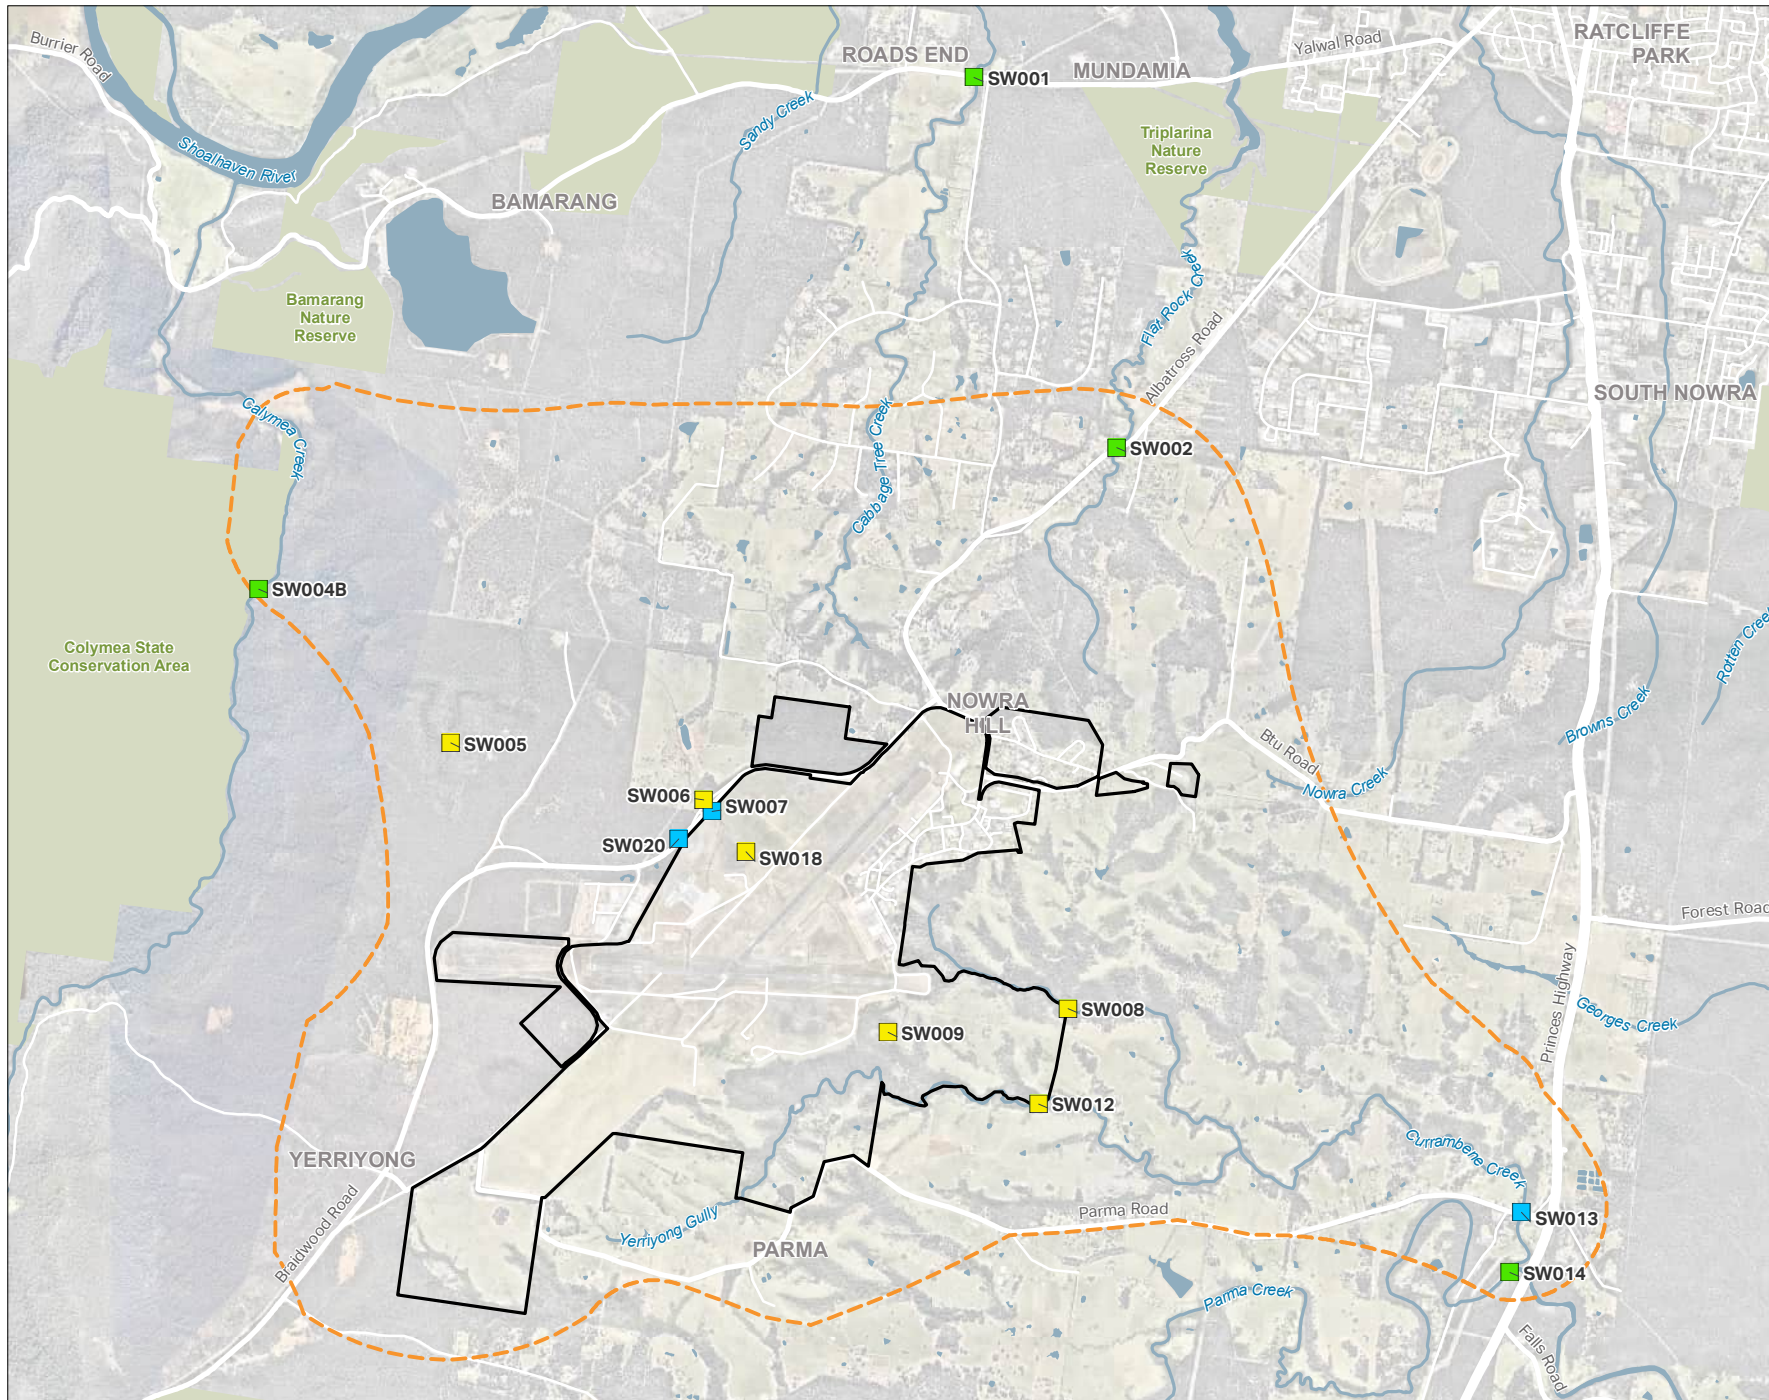 Burrier Road
ROADS END
MUNDAMIA
Yalwal Road
RATCLIFFE
PARK
SW001
Sandy Creek
Shoalhaven River
Triplarina
Nature
Reserve
BAMARANG
Bamarang
Nature
Reserve
Flat Rock Creek
Albatross Road
SOUTH NOWRA
Calymea Creek
Cabbage Tree Creek
SW002
SW004B
Colymea State
Conservation Area
Rotten Creek
Browns Creek
NOWRA
HILL
SW005
Btu Road
Nowra Creek
SW006
SW007
SW020
SW018
Forest Road
Princes Highway
Georges Creek
SW008
SW009
SW012
YERRIYONG
Currambene Creek
Braidwood Road
Yerriyong Gully
Parma Road
PARMA
SW013
SW014
Parma Creek
Falls Road